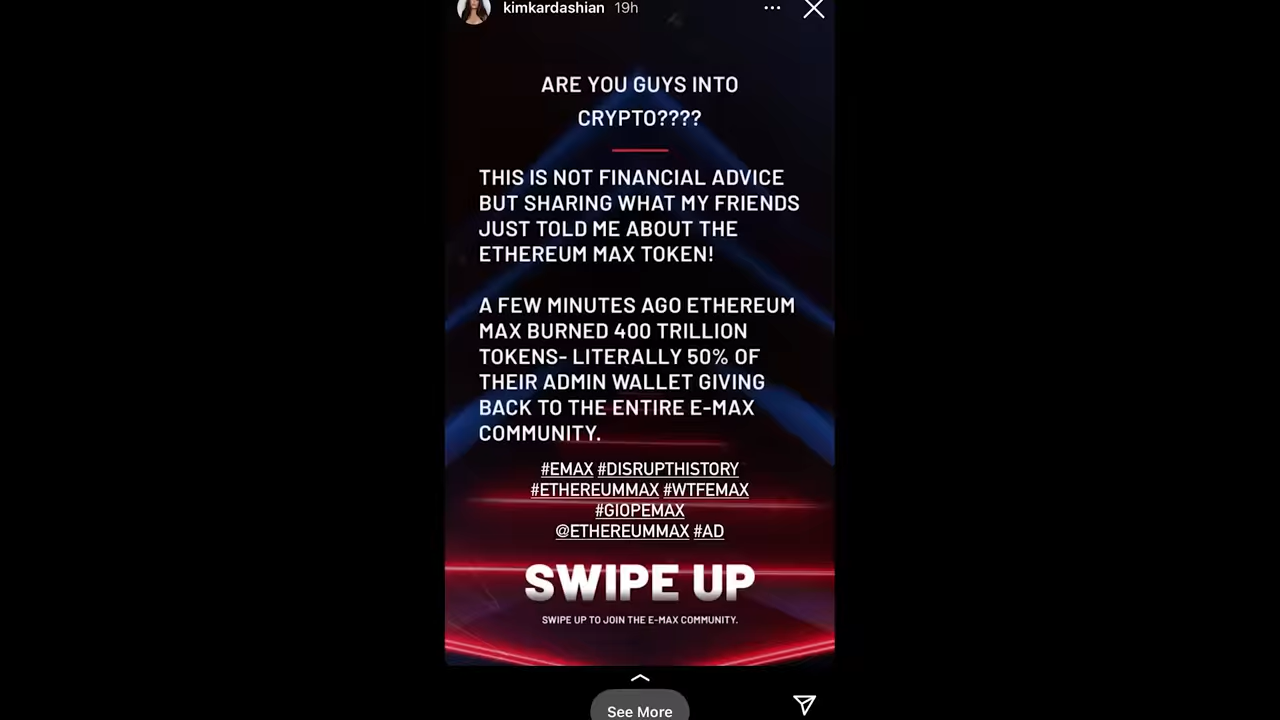 kimkardashian 19h
ARE YOU GUYS INTO
CRYPTO????
THIS IS NOT FINANCIAL ADVICE
BUT SHARING WHAT MY FRIENDS
JUST TOLD ME ABOUT THE
ETHEREUM MAX TOKEN!
A FEW MINUTES AGO ETHEREUM
MAX BURNED 400 TRILLION
TOKENS- LITERALLY 50% OF
THEIR ADMIN WALLET GIVING
BACK TO THE ENTIRE E-MAX
COMMUNITY.
#EMAX #DISRUPTHISTORY
#ETHEREUMMAX #WTFEMAX
#GIOPEMAX
@ETHEREUMMAX #AD
SWIPE UP
SWIPE UP TO JOIN THE E-MAX COMMUNITY.
See More